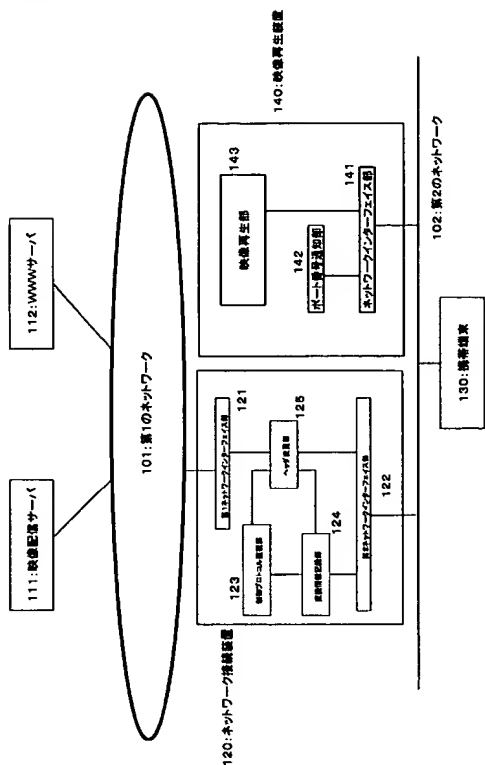 111:映像配信サーバ
112:WWWサーバ
101:第1のネットワーク
120:ネットワーク接続装置
121
第1ネットワークインターフェイス部
123
制御プロトコル監視部
125
ヘッダ変換部
124
変換情報記録部
第2ネットワークインターフェイス部
122
140:映像再生装置
143
映像再生部
142
ポート番号通知部
141
ネットワークインターフェイス部
102:第2のネットワーク
130:携帯端末